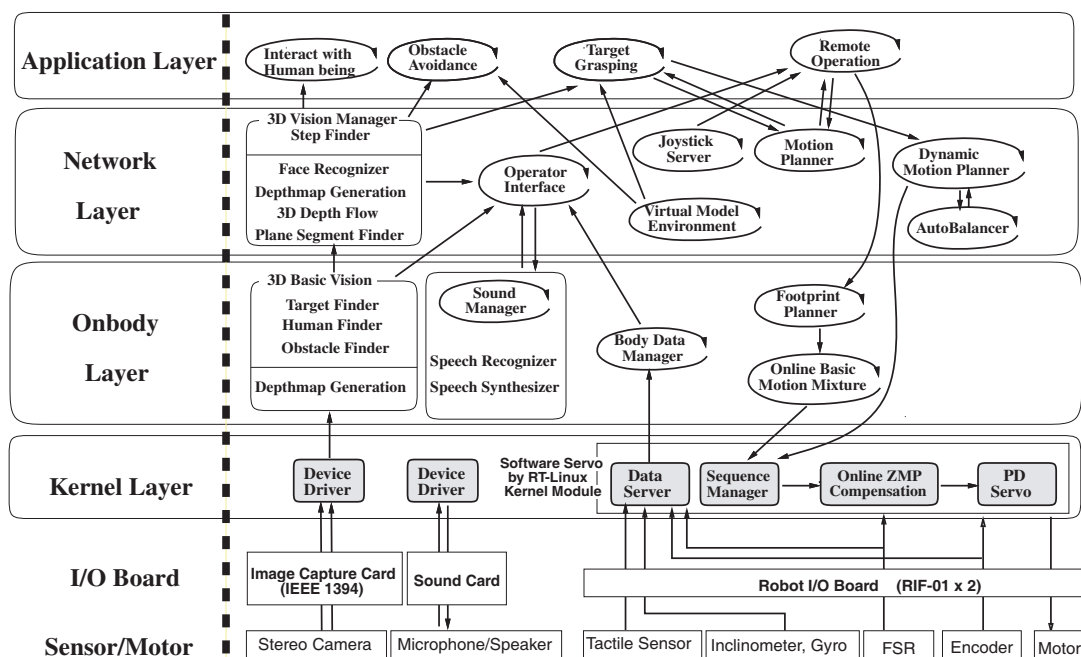 Application Layer
Interact with
Human being
Obstacle
Avoidance
Target
Grasping
Remote
Operation
Network
Layer
3D Vision Manager
Step Finder
Face Recognizer
Depthmap Generation
3D Depth Flow
Plane Segment Finder
Operator
Interface
Joystick
Server
Motion
Planner
Dynamic
Motion Planner
Virtual Model
Environment
AutoBalancer
Onbody
Layer
3D Basic Vision
Target Finder
Human Finder
Obstacle Finder
Depthmap Generation
Sound
Manager
Speech Recognizer
Speech Synthesizer
Body Data
Manager
Footprint
Planner
Online Basic
Motion Mixture
Kernel Layer
Device
Driver
Device
Driver
Software Servo
by RT-Linux
Kernel Module
Data
Server
Sequence
Manager
Online ZMP
Compensation
PD
Servo
I/O Board
Image Capture Card
(IEEE 1394)
Sound Card
Robot I/O Board (RIF-01 x 2)
Sensor/Motor
Stereo Camera
Microphone/Speaker
Tactile Sensor
Inclinometer, Gyro
FSR
Encoder
Motor